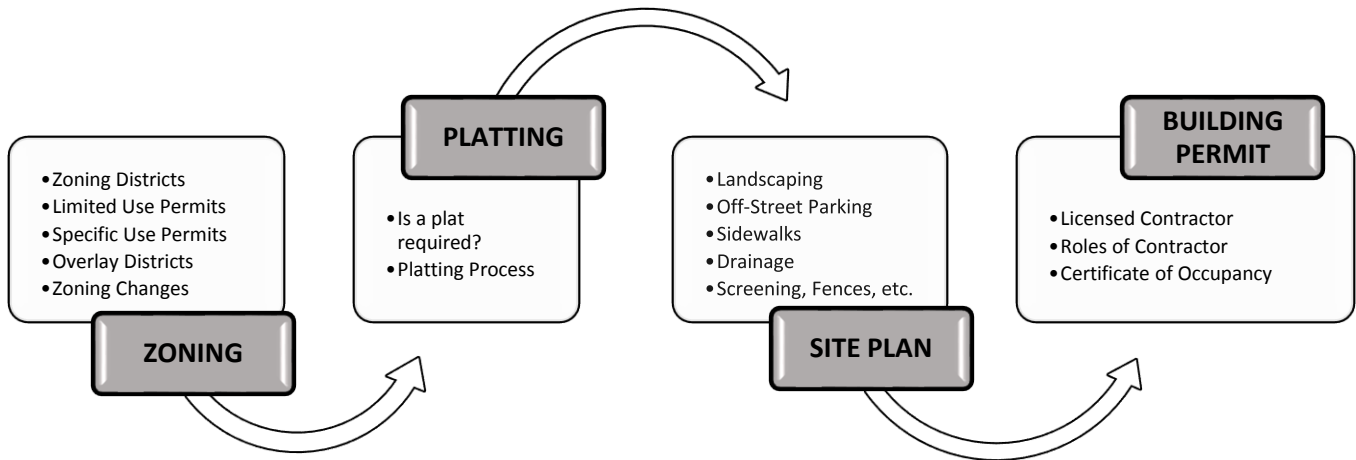 • Zoning Districts
• Limited Use Permits
• Specific Use Permits
• Overlay Districts
• Zoning Changes
ZONING
PLATTING
• Is a plat
required?
• Platting Process
• Landscaping
• Off-Street Parking
• Sidewalks
• Drainage
• Screening, Fences, etc.
SITE PLAN
BUILDING
PERMIT
• Licensed Contractor
• Roles of Contractor
• Certificate of Occupancy